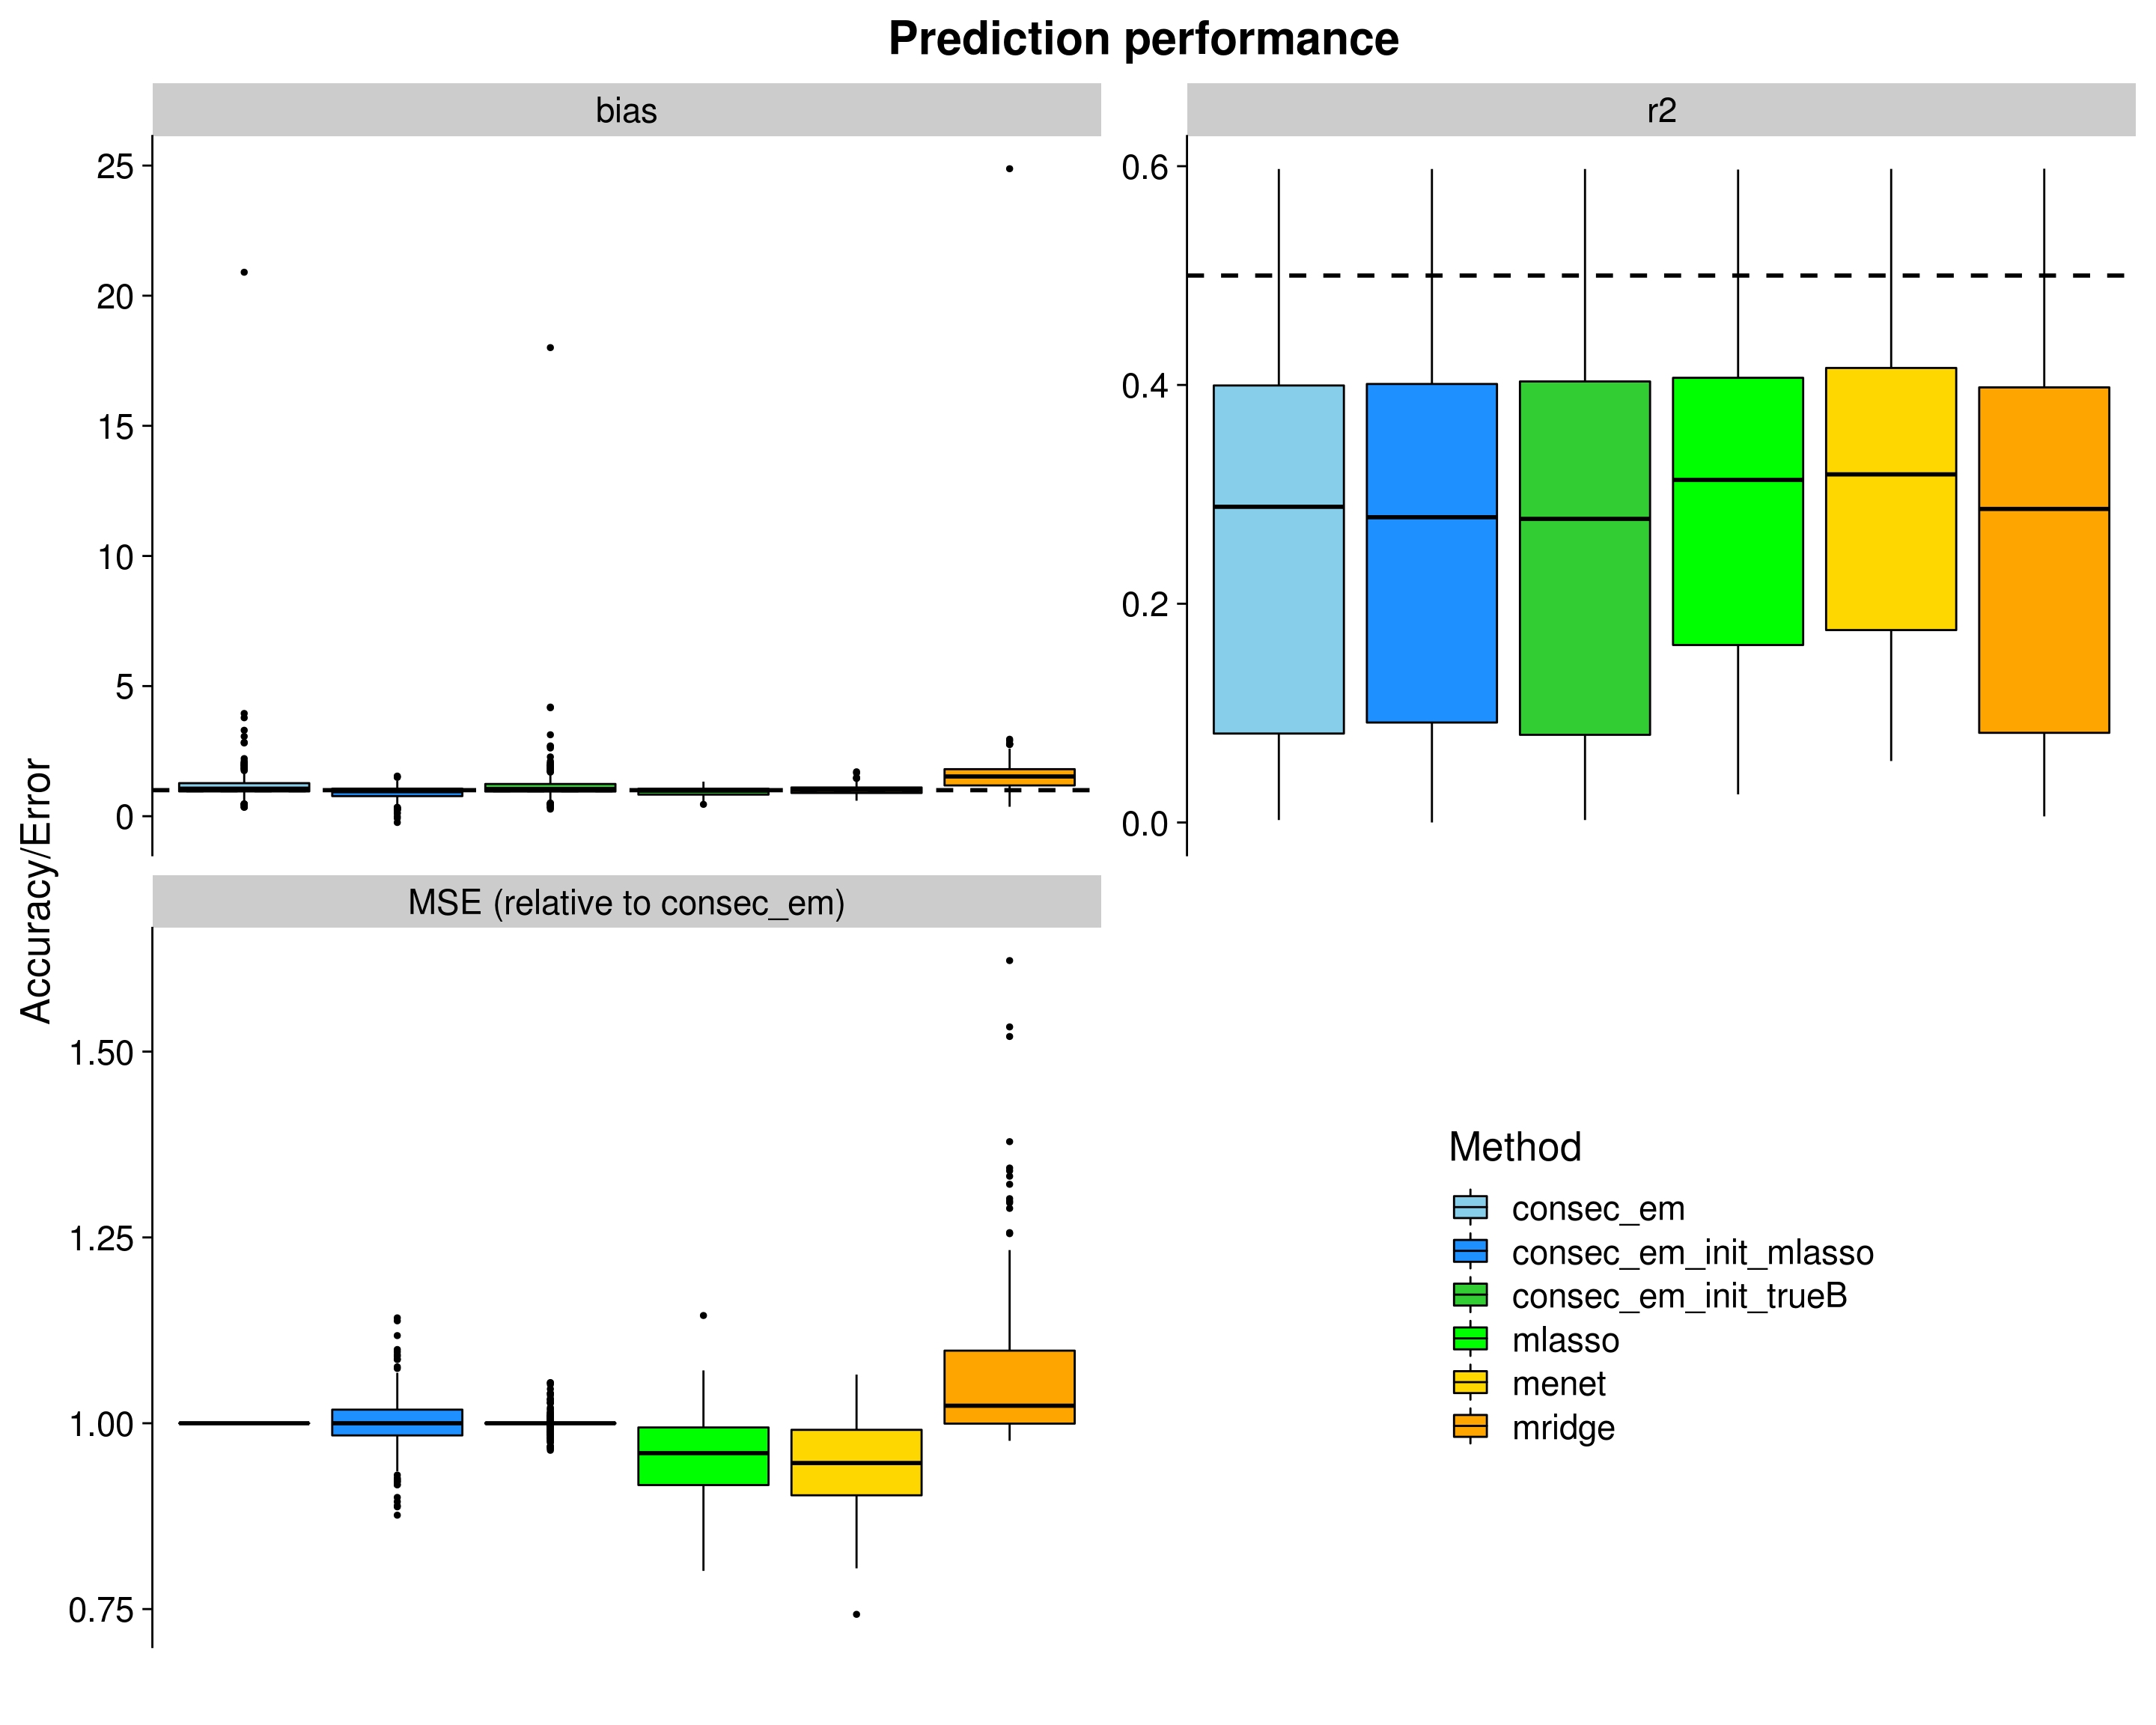 Prediction performance
bias
r2
25
20
15
10
5
0
0.6
0.4
0.2
0.0
Accuracy/Error
MSE (relative to consec_em)
1.50
1.25
1.00
0.75
Method
consec_em
consec_em_init_mlasso
consec_em_init_trueB
mlasso
menet
mridge